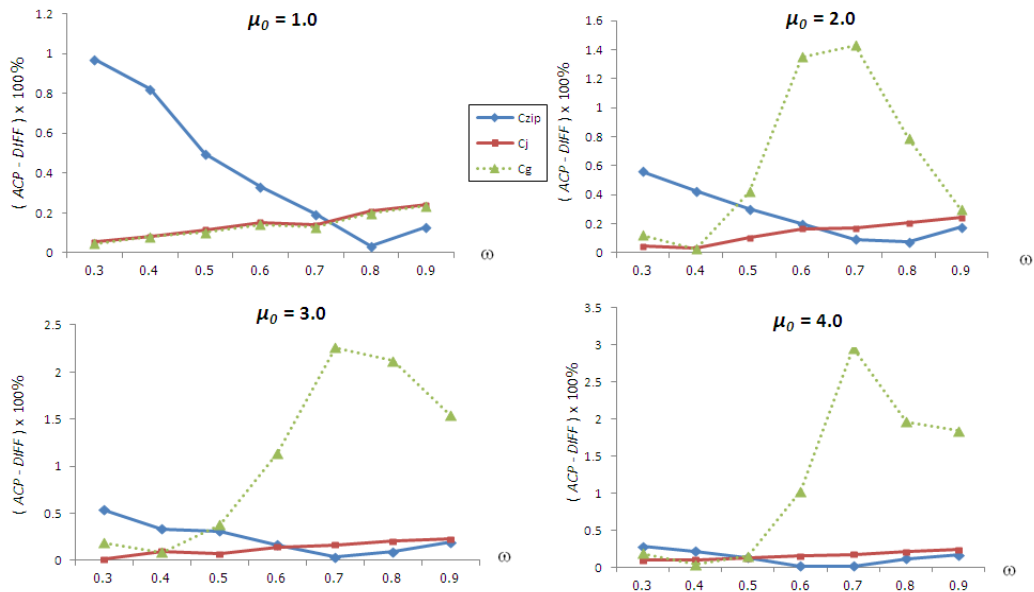 μ0 = 1.0
( ACP - DIFF ) x 100%
1.2
1
0.8
0.6
0.4
0.2
0
0.3 0.4 0.5 0.6 0.7 0.8 0.9
ω
Czip
Cj
Cg
μ0 = 2.0
( ACP - DIFF ) x 100%
1.6
1.4
1.2
1
0.8
0.6
0.4
0.2
0
0.3 0.4 0.5 0.6 0.7 0.8 0.9
ω
μ0 = 3.0
( ACP - DIFF ) x 100%
2.5
2
1.5
1
0.5
0
0.3 0.4 0.5 0.6 0.7 0.8 0.9
ω
μ0 = 4.0
( ACP - DIFF ) x 100%
3.5
3
2.5
2
1.5
1
0.5
0
0.3 0.4 0.5 0.6 0.7 0.8 0.9
ω